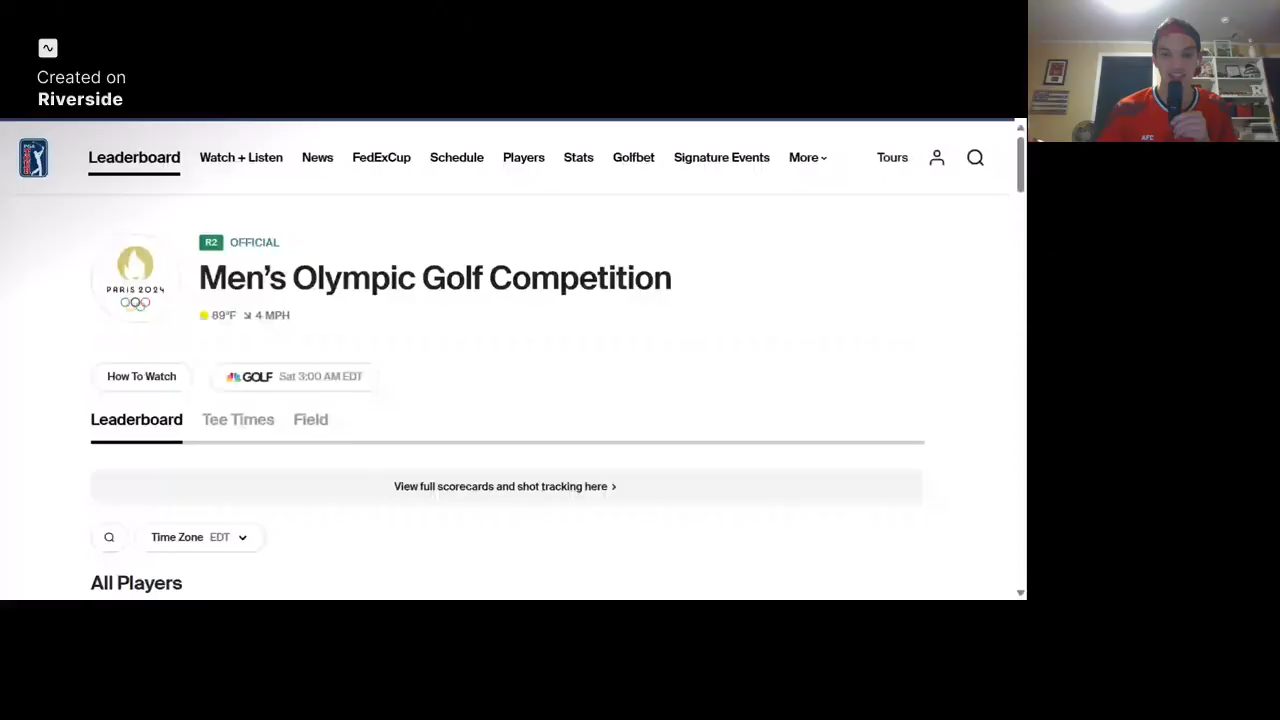 Created on
Riverside
Leaderboard Watch + Listen News FedExCup Schedule Players Stats Golfbet Signature Events More Tours
R2 OFFICIAL
Men's Olympic Golf Competition
PARIS 2024
89°F 4 MPH
How To Watch GOLF Sat 3:00 AM EDT
Leaderboard Tee Times Field
View full scorecards and shot tracking here
Time Zone EDT
All Players
AFC